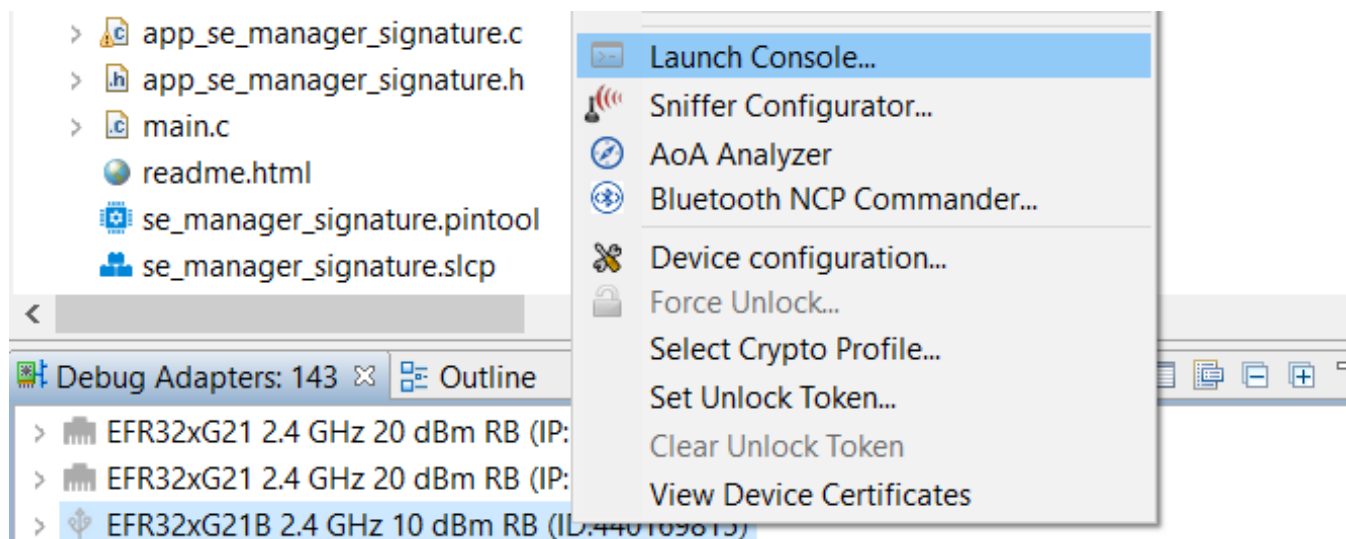 app_se_manager_signature.c
app_se_manager_signature.h
main.c
readme.html
se_manager_signature.pintool
se_manager_signature.slcp
Launch Console...
Sniffer Configurator...
AoA Analyzer
Bluetooth NCP Commander...
Device configuration...
Force Unlock...
Select Crypto Profile...
Set Unlock Token...
Clear Unlock Token
View Device Certificates
Debug Adapters: 143
Outline
EFR32xG21 2.4 GHz 20 dBm RB (IP:
EFR32xG21 2.4 GHz 20 dBm RB (IP:
EFR32xG21B 2.4 GHz 10 dBm RB (ID:440169815)